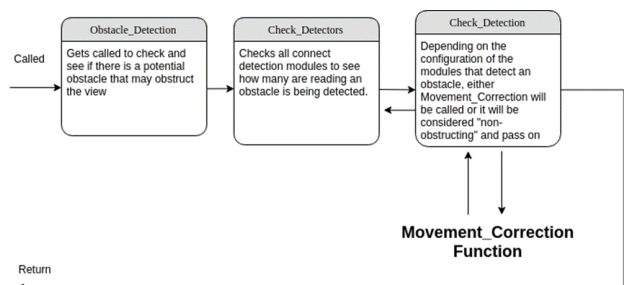 Called
Obstacle_Detection
Gets called to check and
see if there is a potential
obstacle that may obstruct
the view
Check_Detectors
Checks all connect
detection modules to see
how many are reading an
obstacle is being detected.
Check_Detection
Depending on the
configuration of the
modules that detect an
obstacle, either
Movement_Correction will
be called or it will be
considered "non-
obstructing" and pass on
Movement_Correction
Function
Return